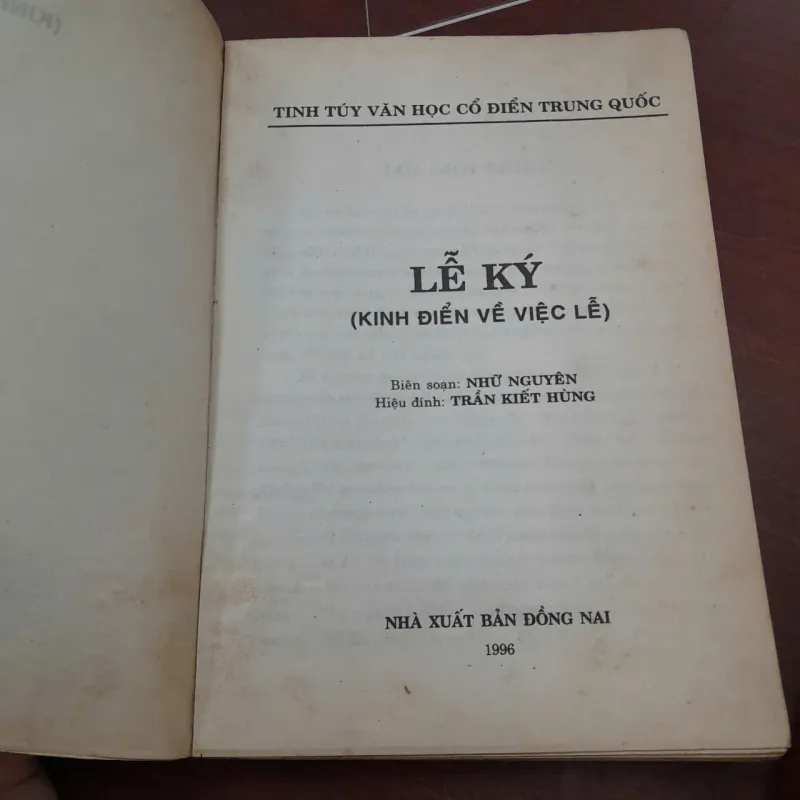 TINH TÚY VĂN HỌC CỔ ĐIỂN TRUNG QUỐC
LỄ KÝ
(KINH ĐIỂN VỀ VIỆC LỄ)
Biên soạn: NHỮ NGUYÊN
Hiệu đính: TRẦN KIẾT HÙNG
NHÀ XUẤT BẢN ĐỒNG NAI
1996